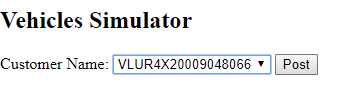 Vehicles Simulator
Customer Name: VLUR4X20009048066 Post